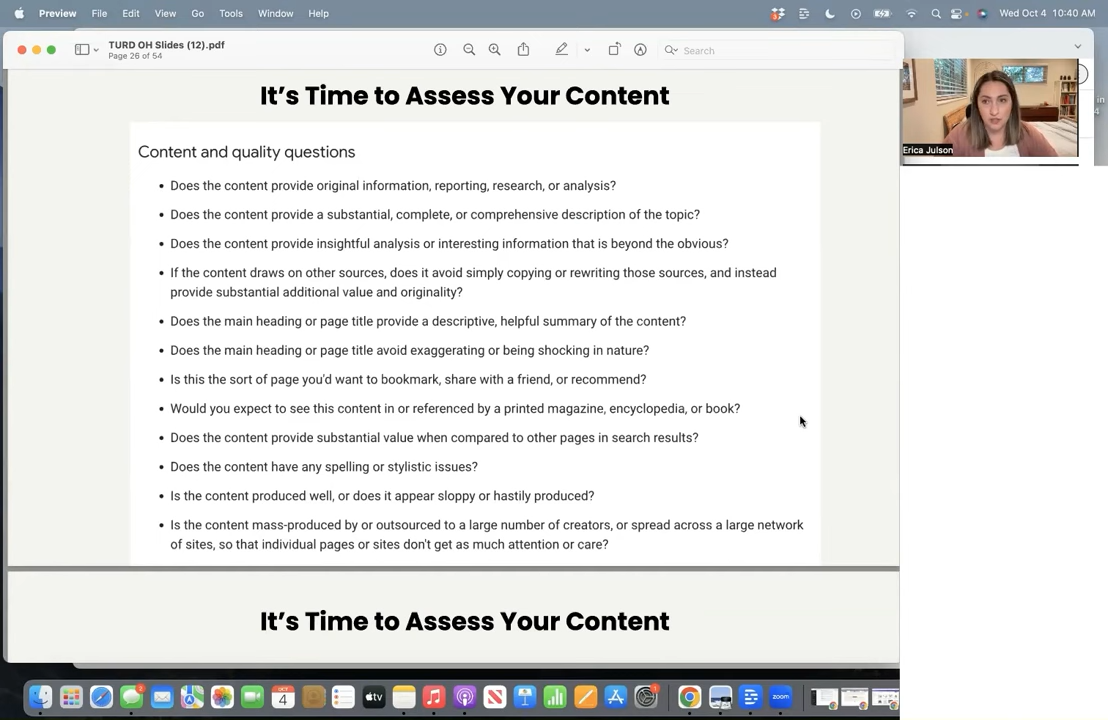 Preview File Edit View Go Tools Window Help Wed Oct 4 10:40 AM
TURD OH Slides (12).pdf
Page 26 of 54
Search
It's Time to Assess Your Content
Content and quality questions
• Does the content provide original information, reporting, research, or analysis?
• Does the content provide a substantial, complete, or comprehensive description of the topic?
• Does the content provide insightful analysis or interesting information that is beyond the obvious?
• If the content draws on other sources, does it avoid simply copying or rewriting those sources, and instead
provide substantial additional value and originality?
• Does the main heading or page title provide a descriptive, helpful summary of the content?
• Does the main heading or page title avoid exaggerating or being shocking in nature?
• Is this the sort of page you'd want to bookmark, share with a friend, or recommend?
• Would you expect to see this content in or referenced by a printed magazine, encyclopedia, or book?
• Does the content provide substantial value when compared to other pages in search results?
• Does the content have any spelling or stylistic issues?
• Is the content produced well, or does it appear sloppy or hastily produced?
• Is the content mass-produced by or outsourced to a large number of creators, or spread across a large network
of sites, so that individual pages or sites don't get as much attention or care?
It's Time to Assess Your Content
Erica Julson
in
4
OCT
4
tv
zoom